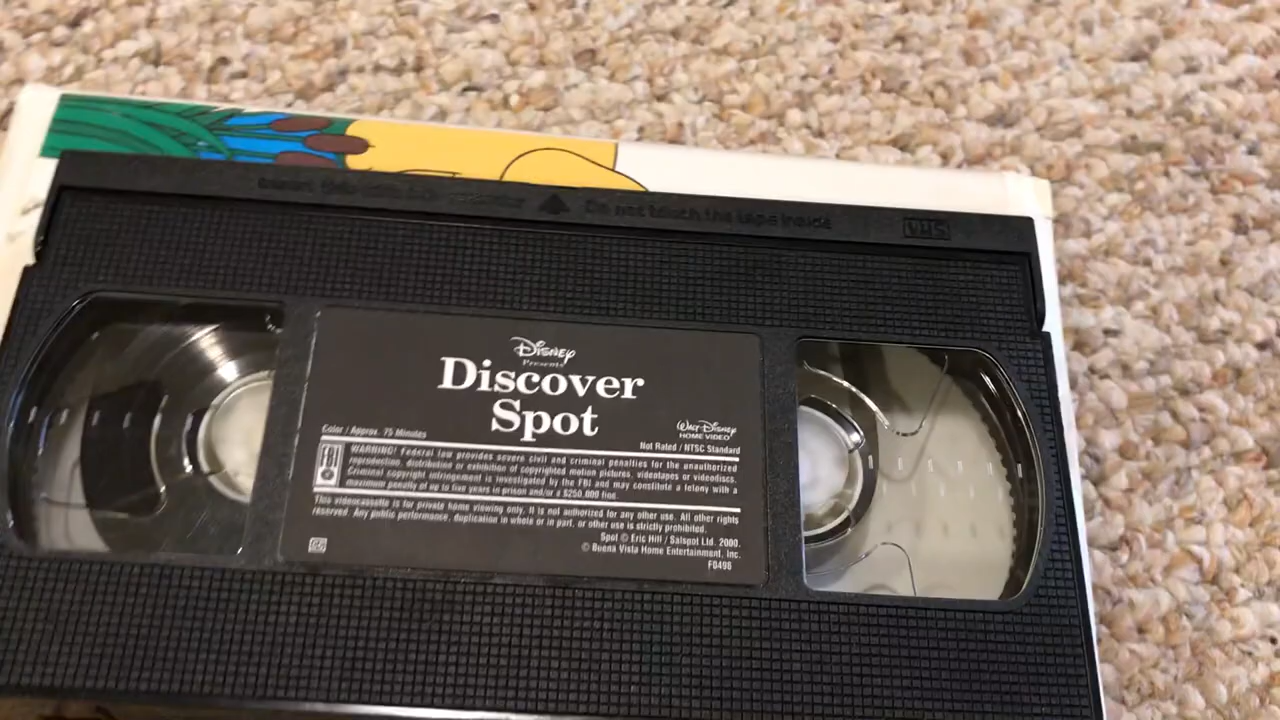 Do not touch the tape inside
VHS
Disney
Presents
Discover
Spot
Walt Disney
HOME VIDEO
Color / Approx. 75 Minutes
Not Rated / NTSC Standard
FBI
WARNING: Federal law provides severe civil and criminal penalties for the unauthorized
reproduction, distribution or exhibition of copyrighted motion pictures, videotapes or videodiscs.
Criminal copyright infringement is investigated by the FBI and may constitute a felony with a
maximum penalty of up to five years in prison and/or a $250,000 fine.
This videocassette is for private home viewing only. It is not authorized for any other use. All other rights
reserved. Any public performance, duplication in whole or in part, or other use is strictly prohibited.
Spot © Eric Hill / Salspot Ltd. 2000.
© Buena Vista Home Entertainment, Inc.